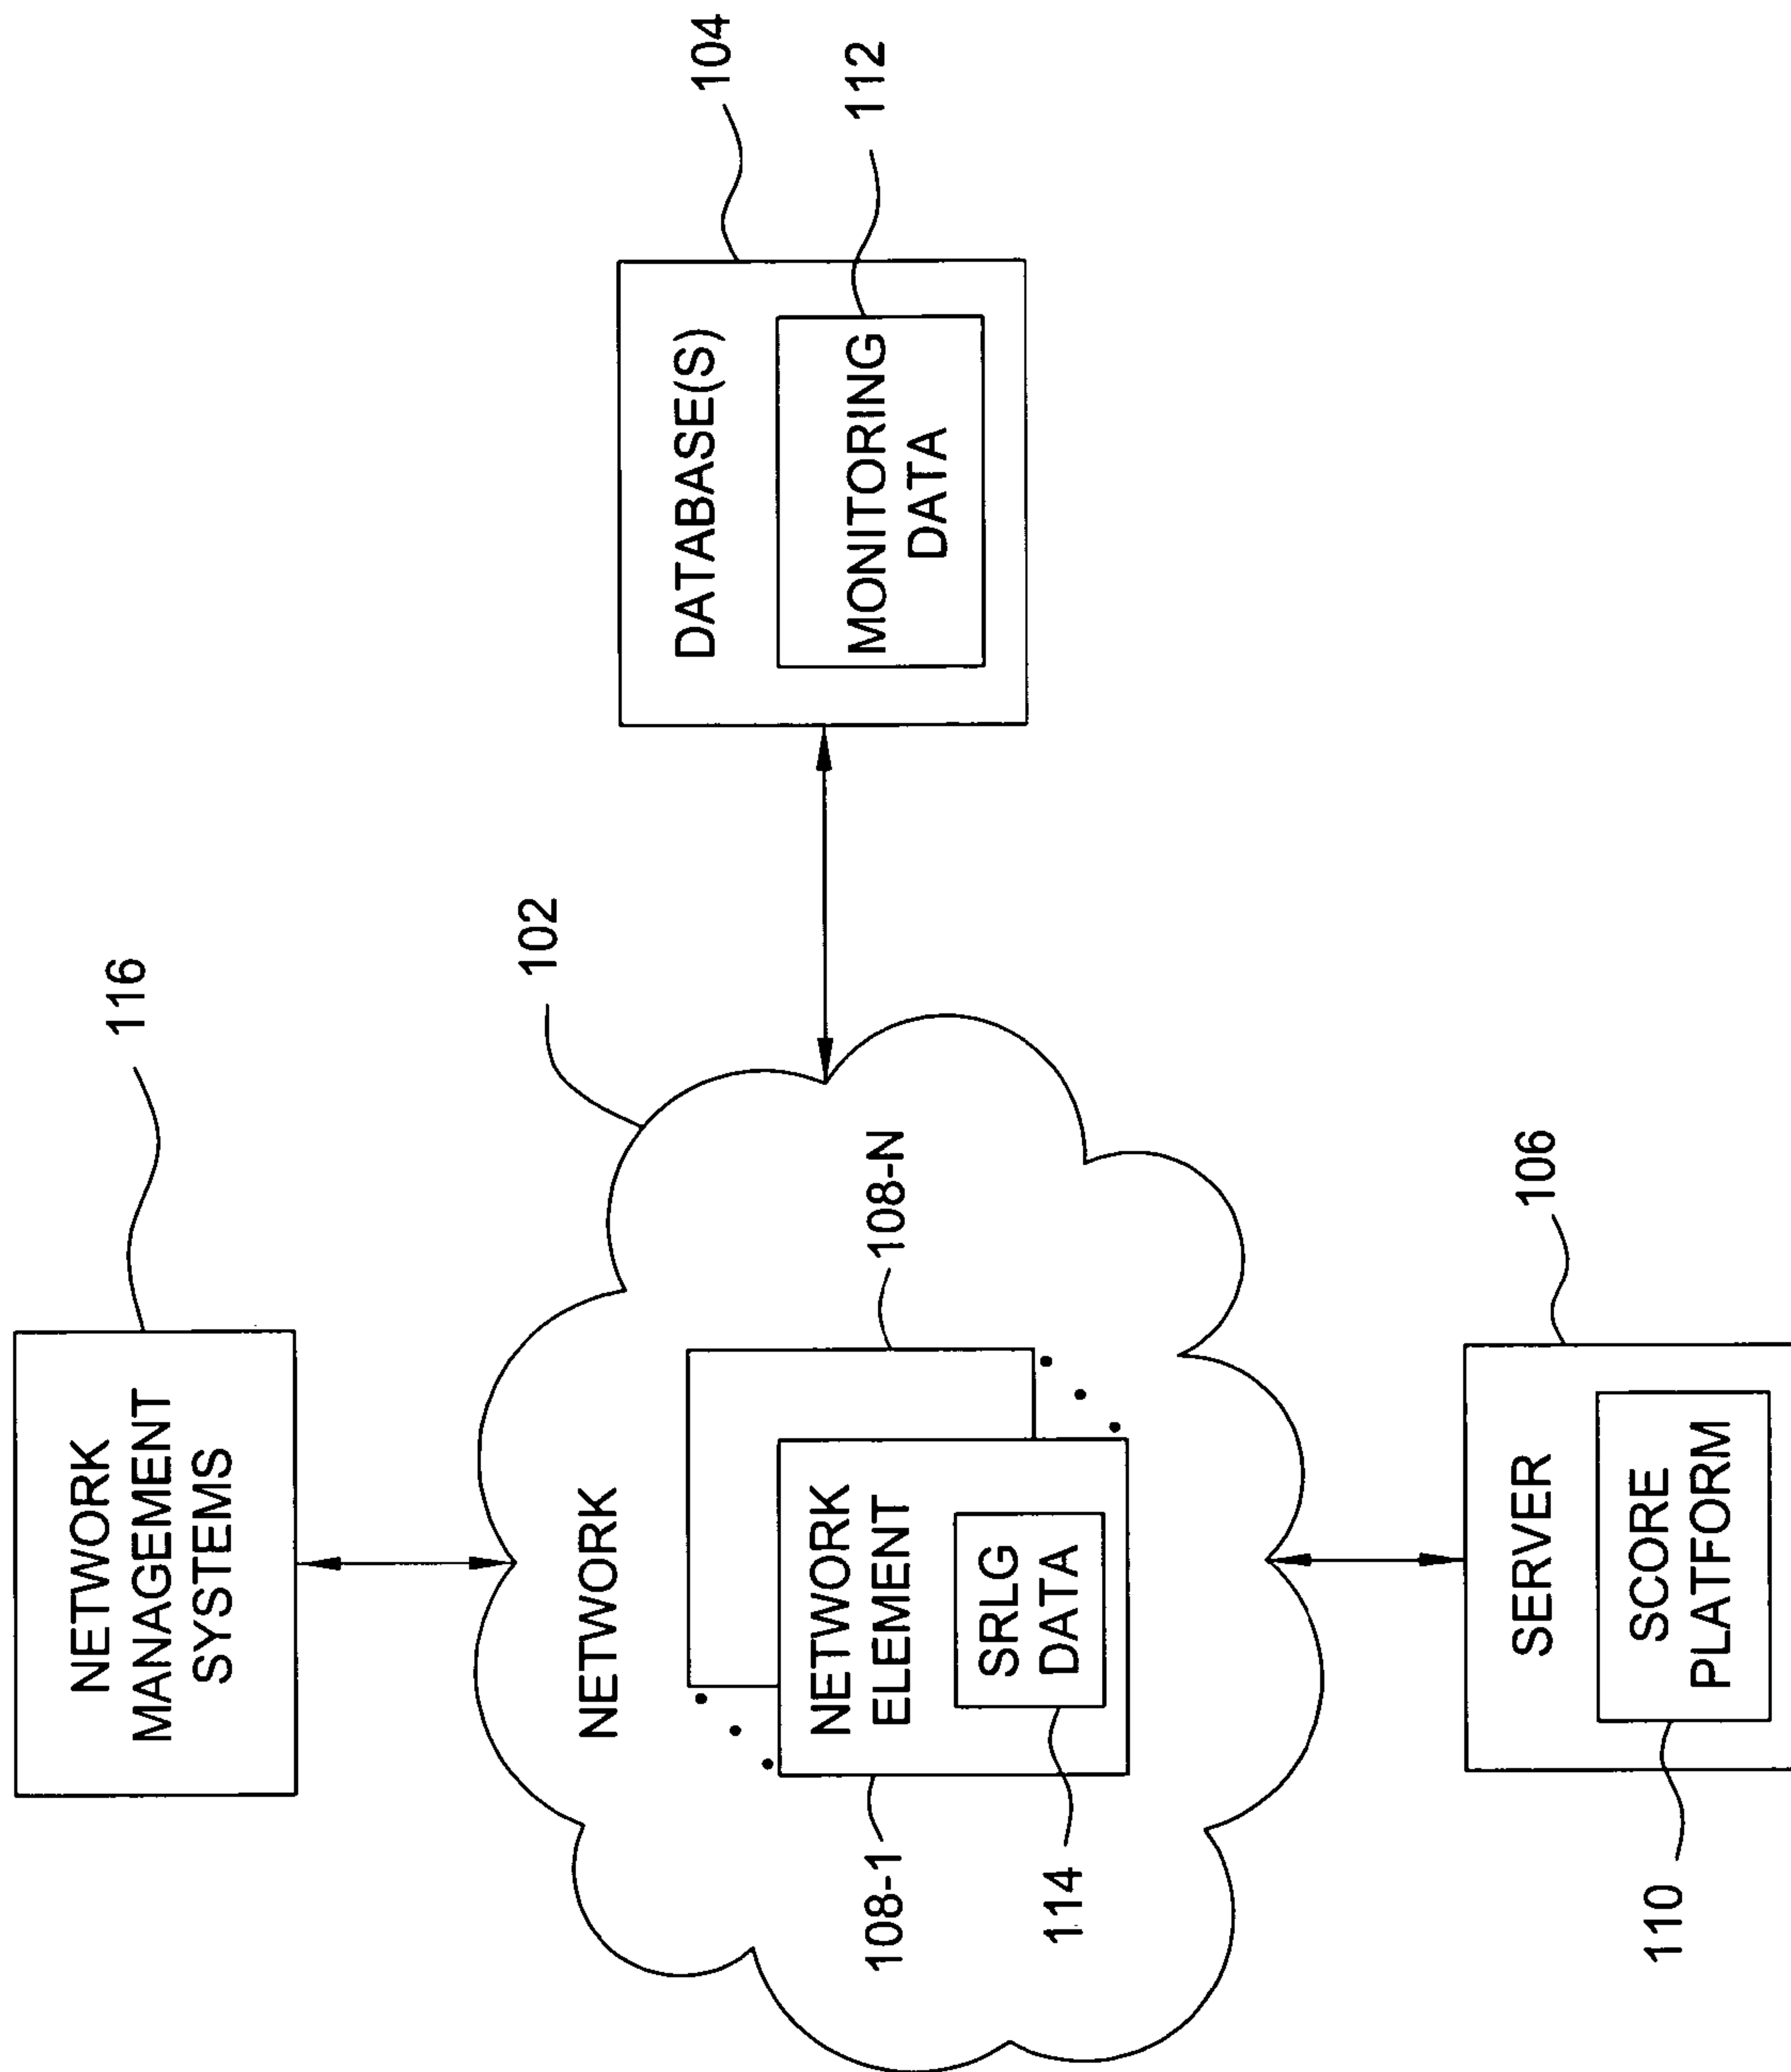 116
NETWORK
MANAGEMENT
SYSTEMS
102
NETWORK
108-N
108-1
NETWORK
ELEMENT
114
SRLG
DATA
104
DATABASE(S)
112
MONITORING
DATA
106
SERVER
110
SCORE
PLATFORM